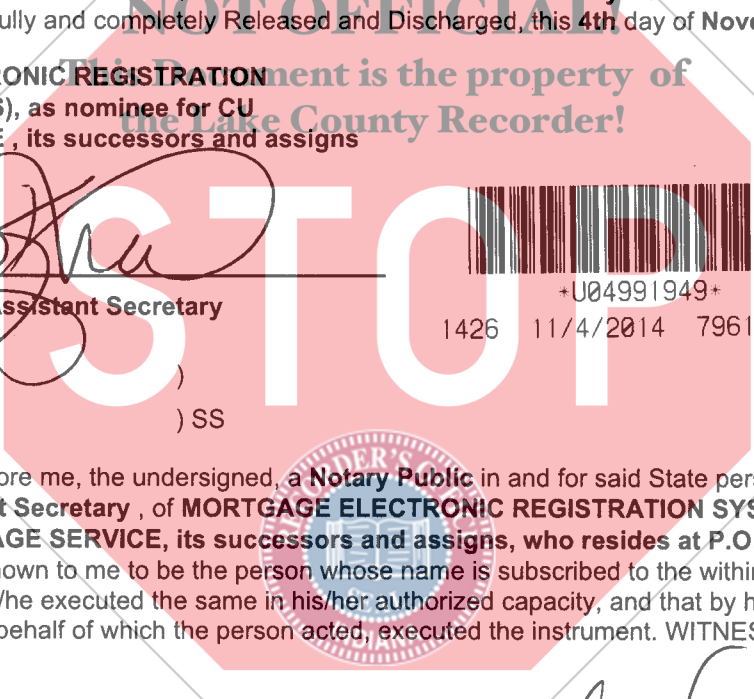 NOT OFFICIAL!
ully and completely Released and Discharged, this 4th day of Nove
This Document is the property of
ONIC REGISTRATION
S), as nominee for CU
the Lake County Recorder!
E , its successors and assigns
STOP
*U04991949*
Assistant Secretary
1426 11/4/2014 7961
)
) SS
ore me, the undersigned, a Notary Public in and for said State pers
t Secretary , of MORTGAGE ELECTRONIC REGISTRATION SYS
AGE SERVICE, its successors and assigns, who resides at P.O
nown to me to be the person whose name is subscribed to the within
/he executed the same in his/her authorized capacity, and that by h
behalf of which the person acted, executed the instrument. WITNES